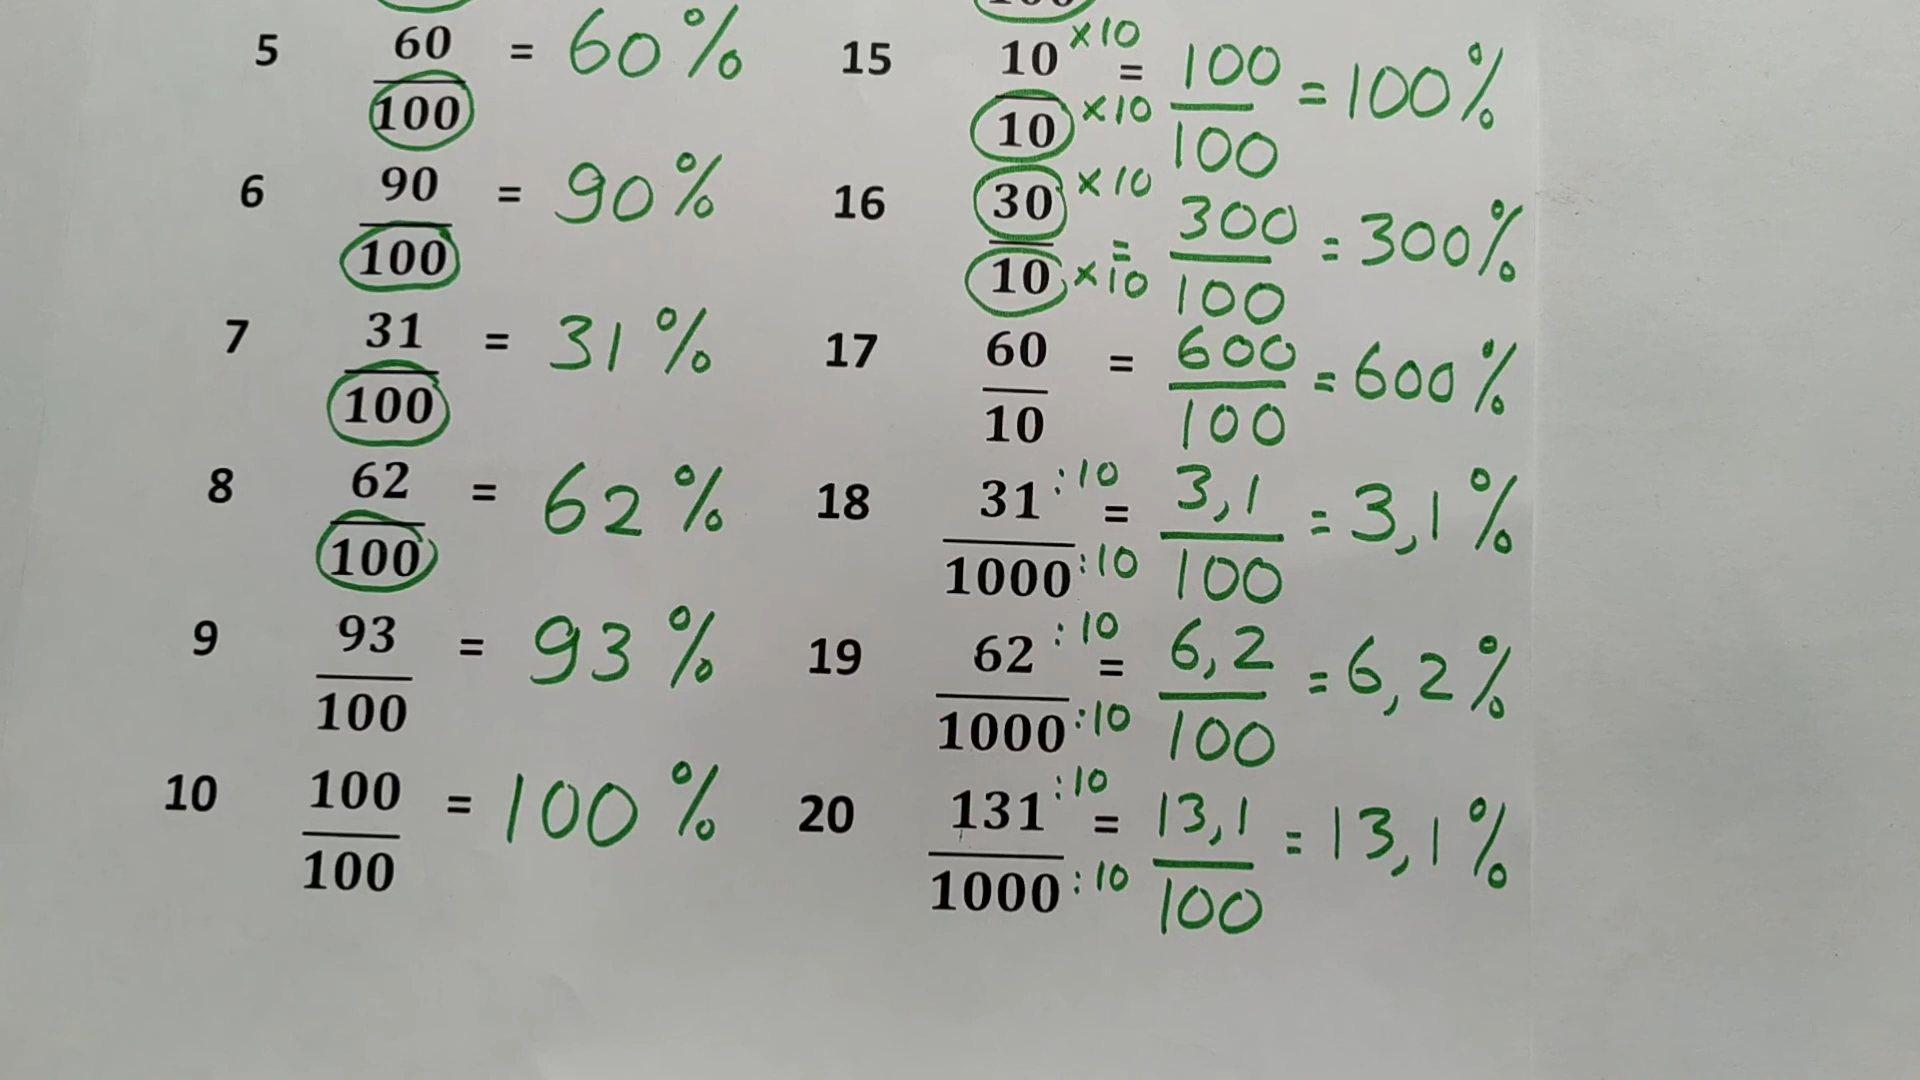 5 60/100 = 60%
6 90/100 = 90%
7 31/100 = 31%
8 62/100 = 62%
9 93/100 = 93%
10 100/100 = 100%
15 10 ×10/10 ×10 = 100/100 = 100%
16 30 ×10/10 ×10 = 300/100 = 300%
17 60/10 = 600/100 = 600%
18 31 :10/1000 :10 = 3,1/100 = 3,1%
19 62 :10/1000 :10 = 6,2/100 = 6,2%
20 131 :10/1000 :10 = 13,1/100 = 13,1%